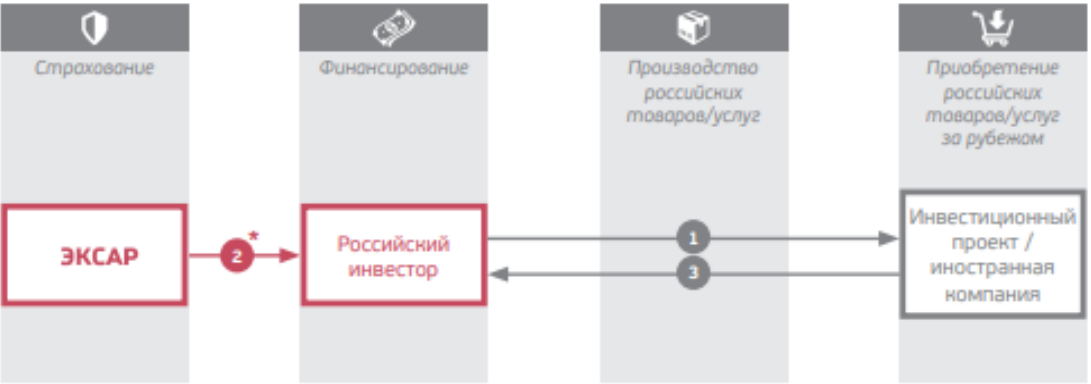 Страхование
Финансирование
Производство
российских
товаров/услуг
Приобретение
российских
товаров/услуг
за рубежом
ЭКСАР
2*
Российский
инвестор
1
3
Инвестиционный
проект /
иностранная
компания